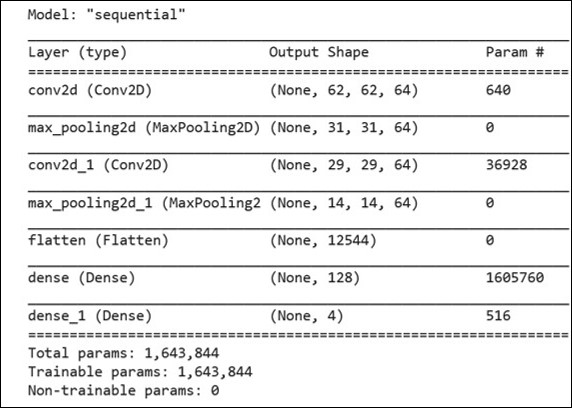 Model: "sequential"
Layer (type) Output Shape Param #
conv2d (Conv2D) (None, 62, 62, 64) 640
max_pooling2d (MaxPooling2D) (None, 31, 31, 64) 0
conv2d_1 (Conv2D) (None, 29, 29, 64) 36928
max_pooling2d_1 (MaxPooling2 (None, 14, 14, 64) 0
flatten (Flatten) (None, 12544) 0
dense (Dense) (None, 128) 1605760
dense_1 (Dense) (None, 4) 516
Total params: 1,643,844
Trainable params: 1,643,844
Non-trainable params: 0